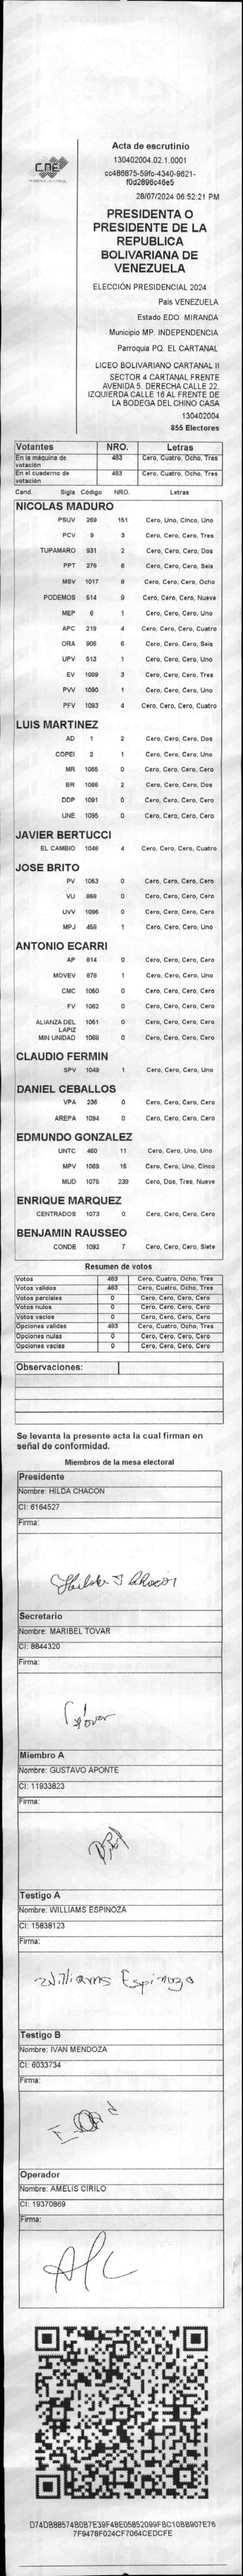 CNE
Acta de escrutinio
130402004.02.1.0001
cc486875-59fc-4340-9621-
f0d2896c46e5
28/07/2024 06:52:21 PM
PRESIDENTA O
PRESIDENTE DE LA
REPUBLICA
BOLIVARIANA DE
VENEZUELA
ELECCIÓN PRESIDENCIAL 2024
País VENEZUELA
Estado EDO. MIRANDA
Municipio MP. INDEPENDENCIA
Parroquia PQ. EL CARTANAL
LICEO BOLIVARIANO CARTANAL II
SECTOR 4 CARTANAL FRENTE
AVENIDA 5. DERECHA CALLE 22.
IZQUIERDA CALLE 16 AL FRENTE DE
LA BODEGA DEL CHINO CASA
130402004
855 Electores
Votantes NRO. Letras
En la máquina de votación 483 Cero, Cuatro, Ocho, Tres
En el cuaderno de votación 483 Cero, Cuatro, Ocho, Tres
Cand. Sigla Código NRO. Letras
NICOLAS MADURO
PSUV 269 151 Cero, Uno, Cinco, Uno
PCV 9 3 Cero, Cero, Cero, Tres
TUPAMARO 931 2 Cero, Cero, Cero, Dos
PPT 276 6 Cero, Cero, Cero, Seis
MSV 1017 8 Cero, Cero, Cero, Ocho
PODEMOS 514 9 Cero, Cero, Cero, Nueve
MEP 6 1 Cero, Cero, Cero, Uno
APC 219 4 Cero, Cero, Cero, Cuatro
ORA 906 6 Cero, Cero, Cero, Seis
UPV 513 1 Cero, Cero, Cero, Uno
EV 1089 3 Cero, Cero, Cero, Tres
PVV 1090 1 Cero, Cero, Cero, Uno
PFV 1093 4 Cero, Cero, Cero, Cuatro
LUIS MARTINEZ
AD 1 2 Cero, Cero, Cero, Dos
COPEI 2 1 Cero, Cero, Cero, Uno
MR 1065 0 Cero, Cero, Cero, Cero
BR 1066 2 Cero, Cero, Cero, Dos
DDP 1091 0 Cero, Cero, Cero, Cero
UNE 1095 0 Cero, Cero, Cero, Cero
JAVIER BERTUCCI
EL CAMBIO 1048 4 Cero, Cero, Cero, Cuatro
JOSE BRITO
PV 1053 0 Cero, Cero, Cero, Cero
VU 868 0 Cero, Cero, Cero, Cero
UVV 1096 0 Cero, Cero, Cero, Cero
MPJ 458 1 Cero, Cero, Cero, Uno
ANTONIO ECARRI
AP 814 0 Cero, Cero, Cero, Cero
MOVEV 878 1 Cero, Cero, Cero, Uno
CMC 1050 0 Cero, Cero, Cero, Cero
FV 1062 0 Cero, Cero, Cero, Cero
ALIANZA DEL LAPIZ 1051 0 Cero, Cero, Cero, Cero
MIN UNIDAD 1068 0 Cero, Cero, Cero, Cero
CLAUDIO FERMIN
SPV 1049 1 Cero, Cero, Cero, Uno
DANIEL CEBALLOS
VPA 236 0 Cero, Cero, Cero, Cero
AREPA 1094 0 Cero, Cero, Cero, Cero
EDMUNDO GONZALEZ
UNTC 460 11 Cero, Cero, Uno, Uno
MPV 1069 15 Cero, Cero, Uno, Cinco
MUD 1075 239 Cero, Dos, Tres, Nueve
ENRIQUE MARQUEZ
CENTRADOS 1073 0 Cero, Cero, Cero, Cero
BENJAMIN RAUSSEO
CONDE 1092 7 Cero, Cero, Cero, Siete
Resumen de votos
Votos 483 Cero, Cuatro, Ocho, Tres
Votos validos 483 Cero, Cuatro, Ocho, Tres
Votos parciales 0 Cero, Cero, Cero, Cero
Votos nulos 0 Cero, Cero, Cero, Cero
Votos vacios 0 Cero, Cero, Cero, Cero
Opciones validas 483 Cero, Cuatro, Ocho, Tres
Opciones nulas 0 Cero, Cero, Cero, Cero
Opciones vacias 0 Cero, Cero, Cero, Cero
Observaciones:
Se levanta la presente acta la cual firman en
señal de conformidad.
Miembros de la mesa electoral
Presidente
Nombre: HILDA CHACON
CI: 6164527
Firma:
Hilda J Chacon
Secretario
Nombre: MARIBEL TOVAR
CI: 8844320
Firma:
Tovar
Miembro A
Nombre: GUSTAVO APONTE
CI: 11933823
Firma:
Testigo A
Nombre: WILLIAMS ESPINOZA
CI: 15838123
Firma:
Williams Espinoza
Testigo B
Nombre: IVAN MENDOZA
CI: 6033734
Firma:
Operador
Nombre: AMELIS CIRILO
CI: 19370869
Firma:
D74DB88574B0B7E39F48E05852099FBC10BB907E76
7F9478F024CF7064CEDCFE